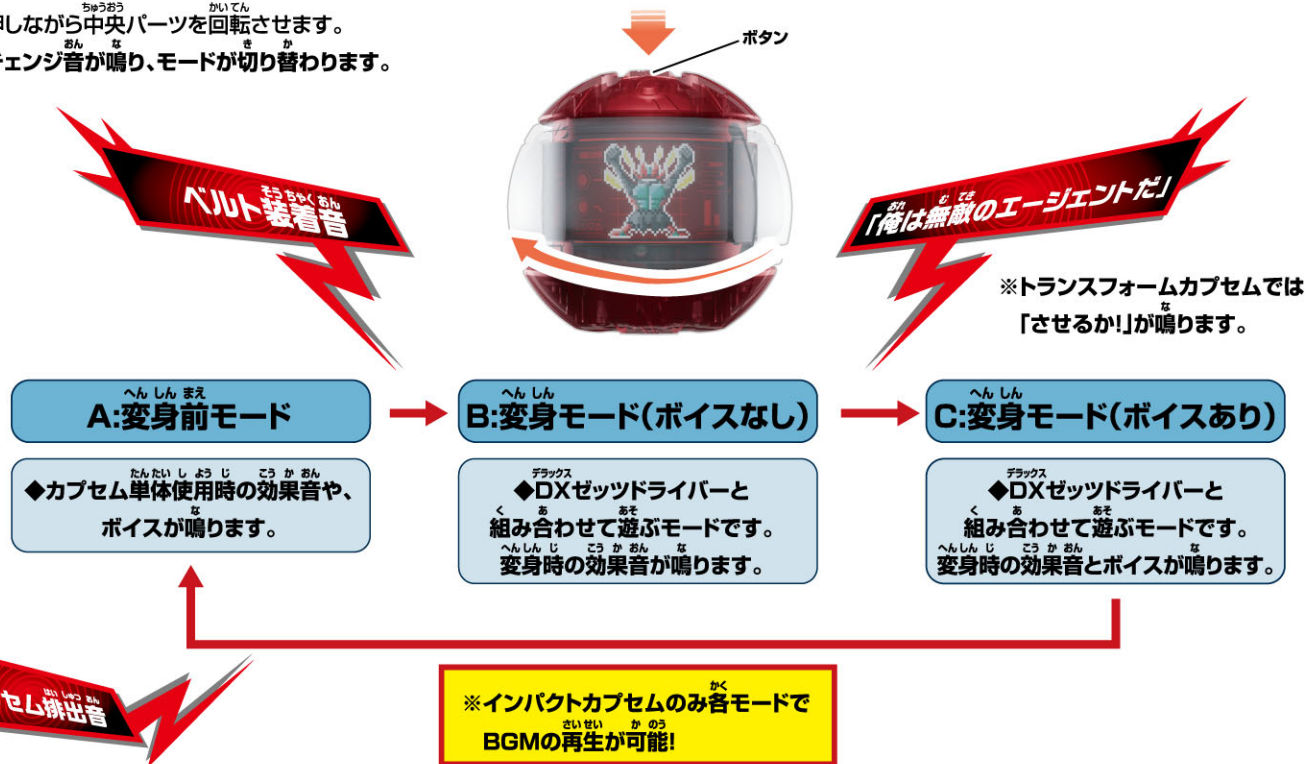 しながら中央パーツを回転させます。
チェンジ音が鳴り、モードが切り替わります。
ボタン
ベルト装着音
「俺は無敵のエージェントだ」
※トランスフォームカプセムでは
「させるか!」が鳴ります。
A:変身前モード
B:変身モード(ボイスなし)
C:変身モード(ボイスあり)
◆カプセム単体使用時の効果音や、
ボイスが鳴ります。
◆DXゼッツドライバーと
組み合わせて遊ぶモードです。
変身時の効果音が鳴ります。
◆DXゼッツドライバーと
組み合わせて遊ぶモードです。
変身時の効果音とボイスが鳴ります。
セム排出音
※インパクトカプセムのみ各モードで
BGMの再生が可能!